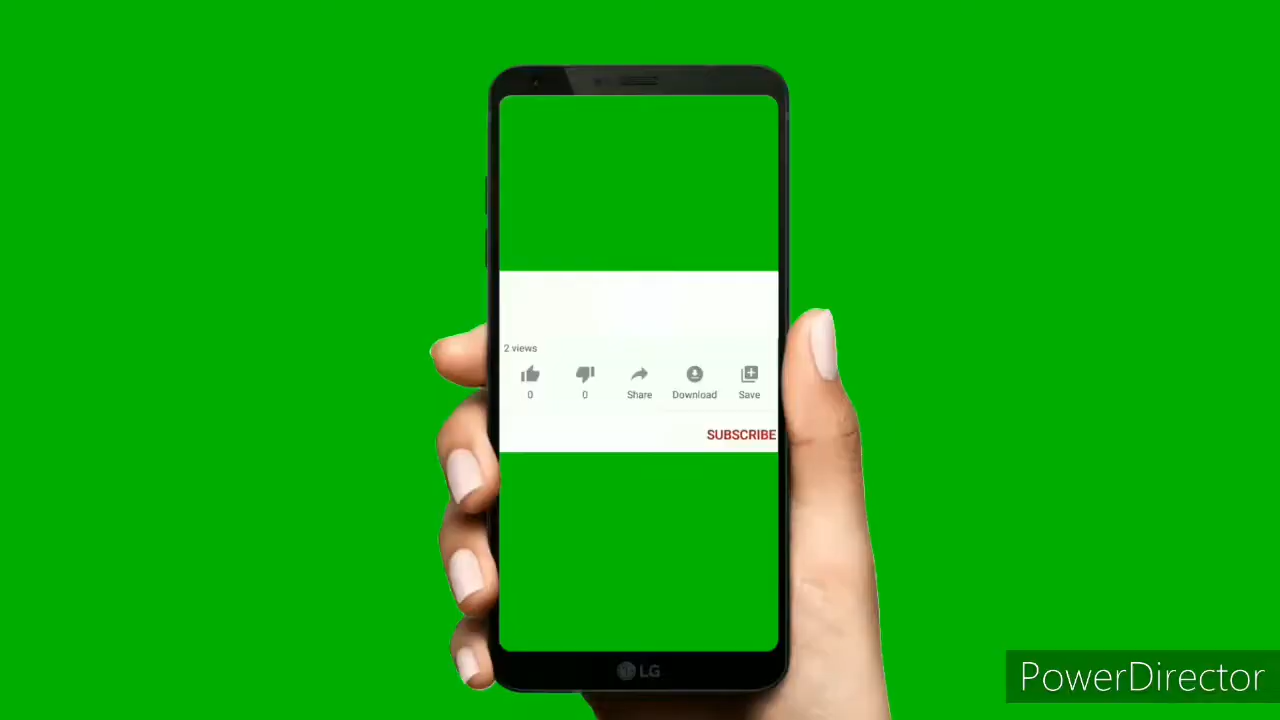 2 views
0 0 Share Download Save
SUBSCRIBE
LG
PowerDirector